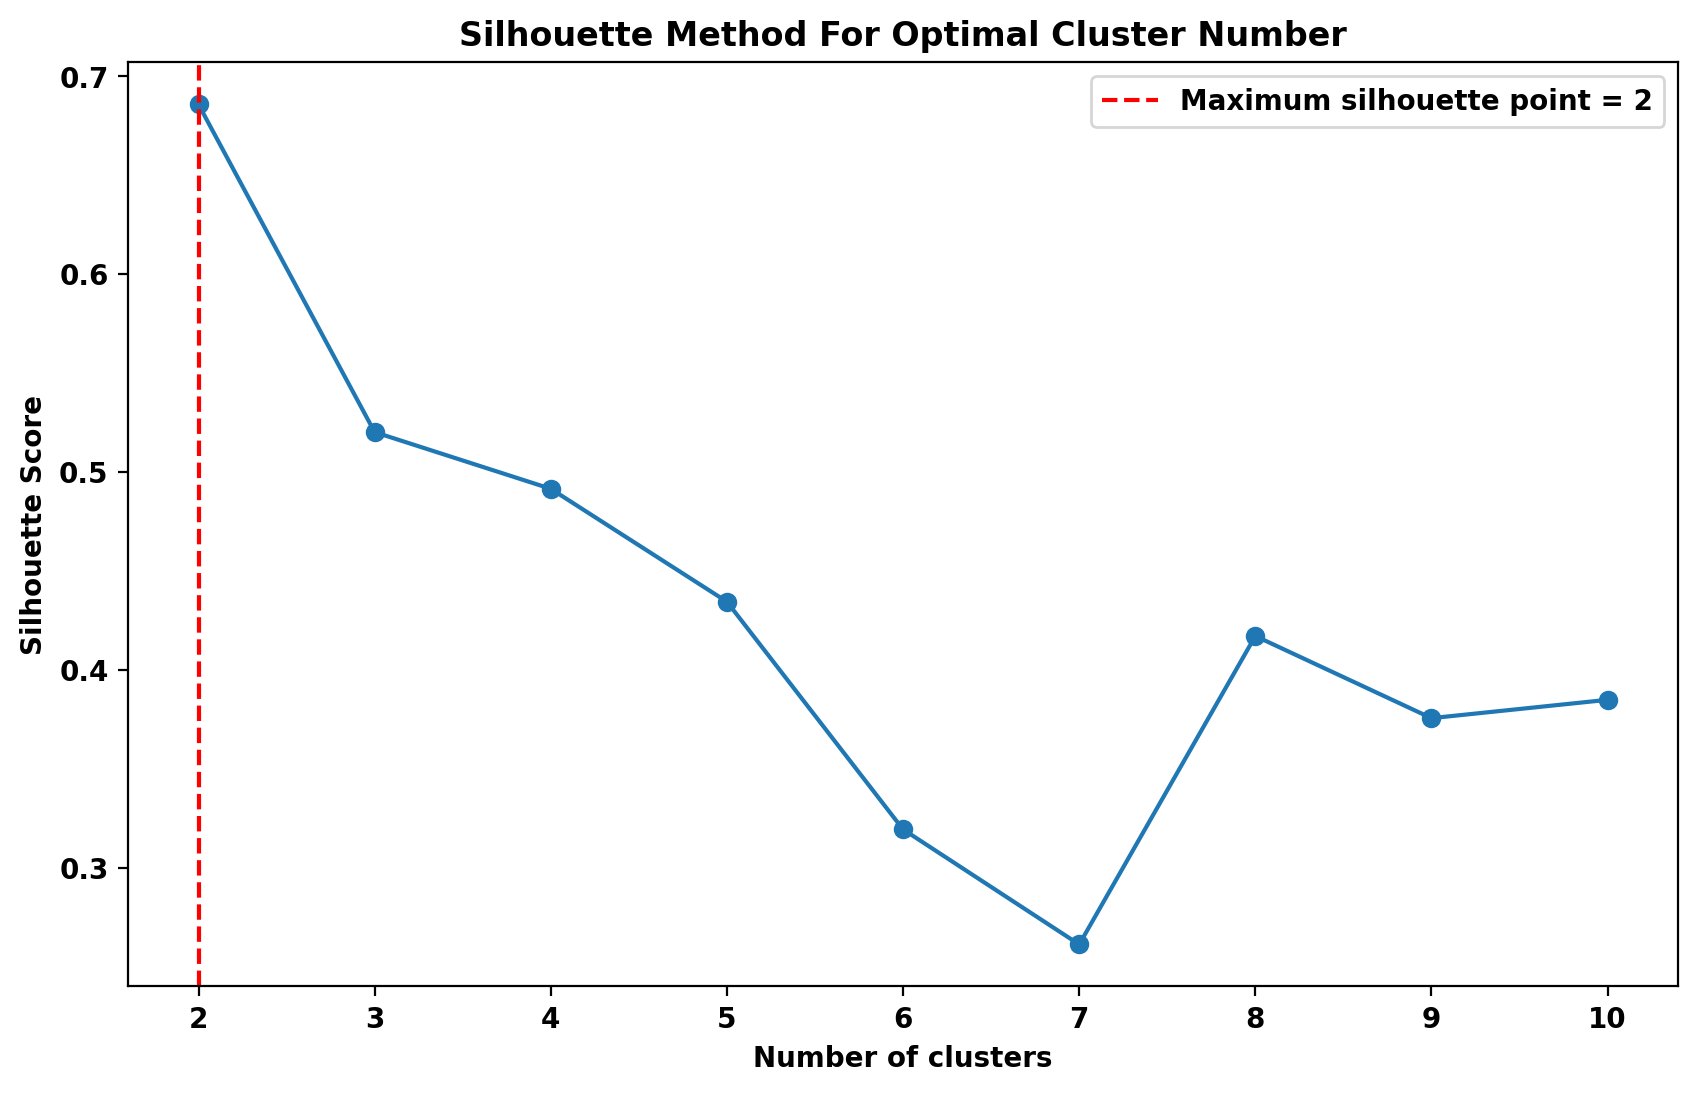 Silhouette Method For Optimal Cluster Number
Maximum silhouette point = 2
Silhouette Score
0.7
0.6
0.5
0.4
0.3
2 3 4 5 6 7 8 9 10
Number of clusters